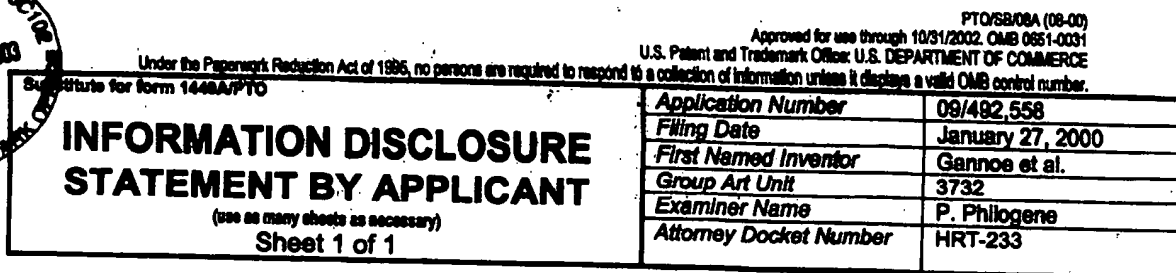 PTO/SB/08A (08-00)
Approved for use through 10/31/2002. OMB 0651-0031
U.S. Patent and Trademark Office: U.S. DEPARTMENT OF COMMERCE
Under the Paperwork Reduction Act of 1995, no persons are required to respond to a collection of information unless it displays a valid OMB control number.
Substitute for form 1449A/PTO
INFORMATION DISCLOSURE
STATEMENT BY APPLICANT
(use as many sheets as necessary)
Sheet 1 of 1
Application Number 09/492,558
Filing Date January 27, 2000
First Named Inventor Gannoe et al.
Group Art Unit 3732
Examiner Name P. Philogene
Attorney Docket Number HRT-233